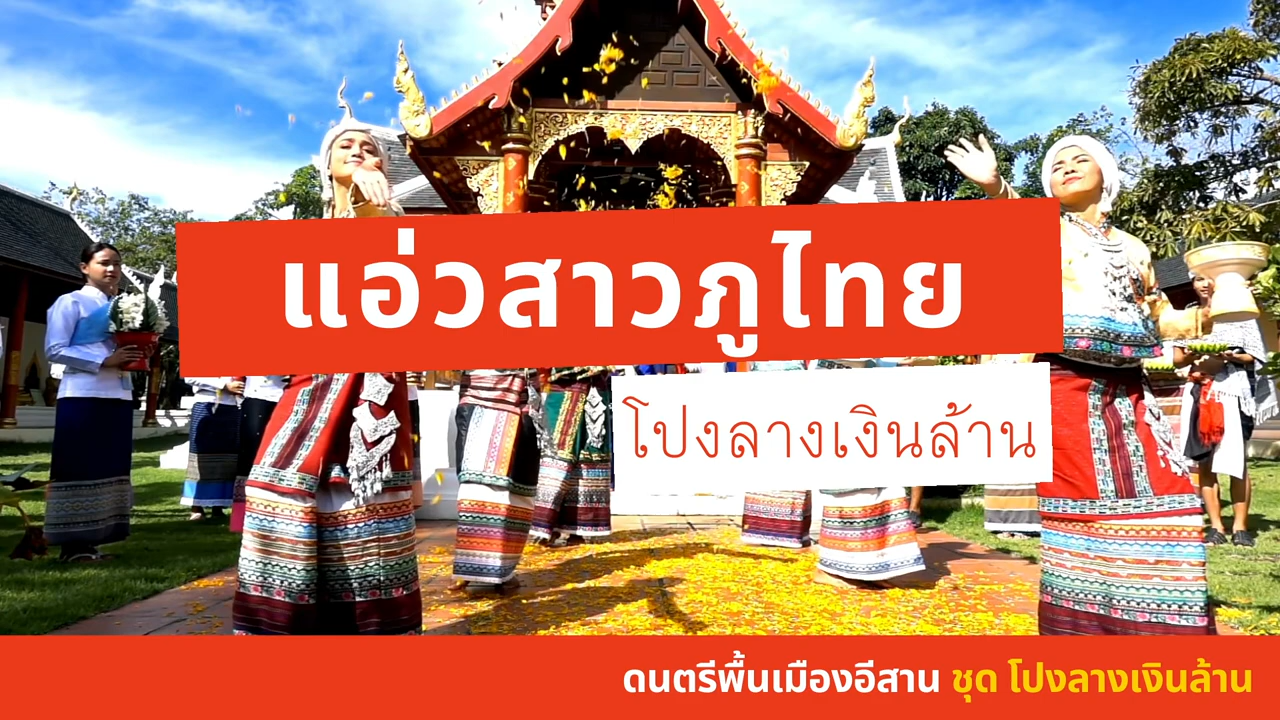 แอ่วสาวภูไทย
โปงลางเงินล้าน
ดนตรีพื้นเมืองอีสาน ชุด โปงลางเงินล้าน